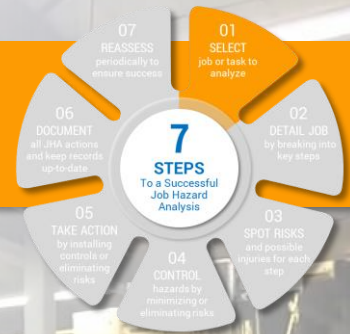 7
STEPS
To a Successful
Job Hazard
Analysis
01
SELECT
job or task to
analyze
02
DETAIL JOB
by breaking into
key steps
03
SPOT RISKS
and possible
injuries for each
step
04
CONTROL
hazards by
minimizing or
eliminating risks
05
TAKE ACTION
by installing
controls or
eliminating
risks
06
DOCUMENT
all JHA actions
and keep records
up-to-date
07
REASSESS
periodically to
ensure success